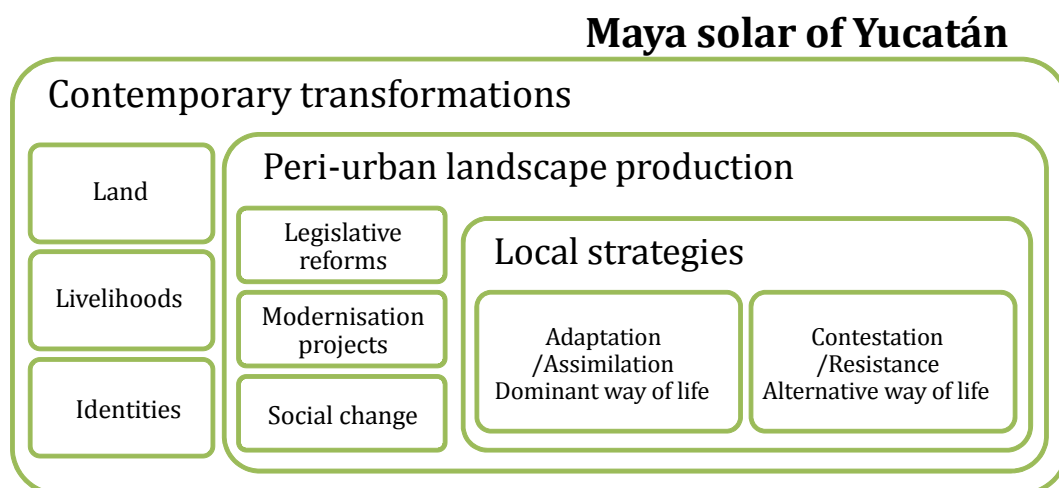 Maya solar of Yucatán
Contemporary transformations
Land
Livelihoods
Identities
Peri-urban landscape production
Legislative
reforms
Modernisation
projects
Social change
Local strategies
Adaptation
/Assimilation
Dominant way of life
Contestation
/Resistance
Alternative way of life